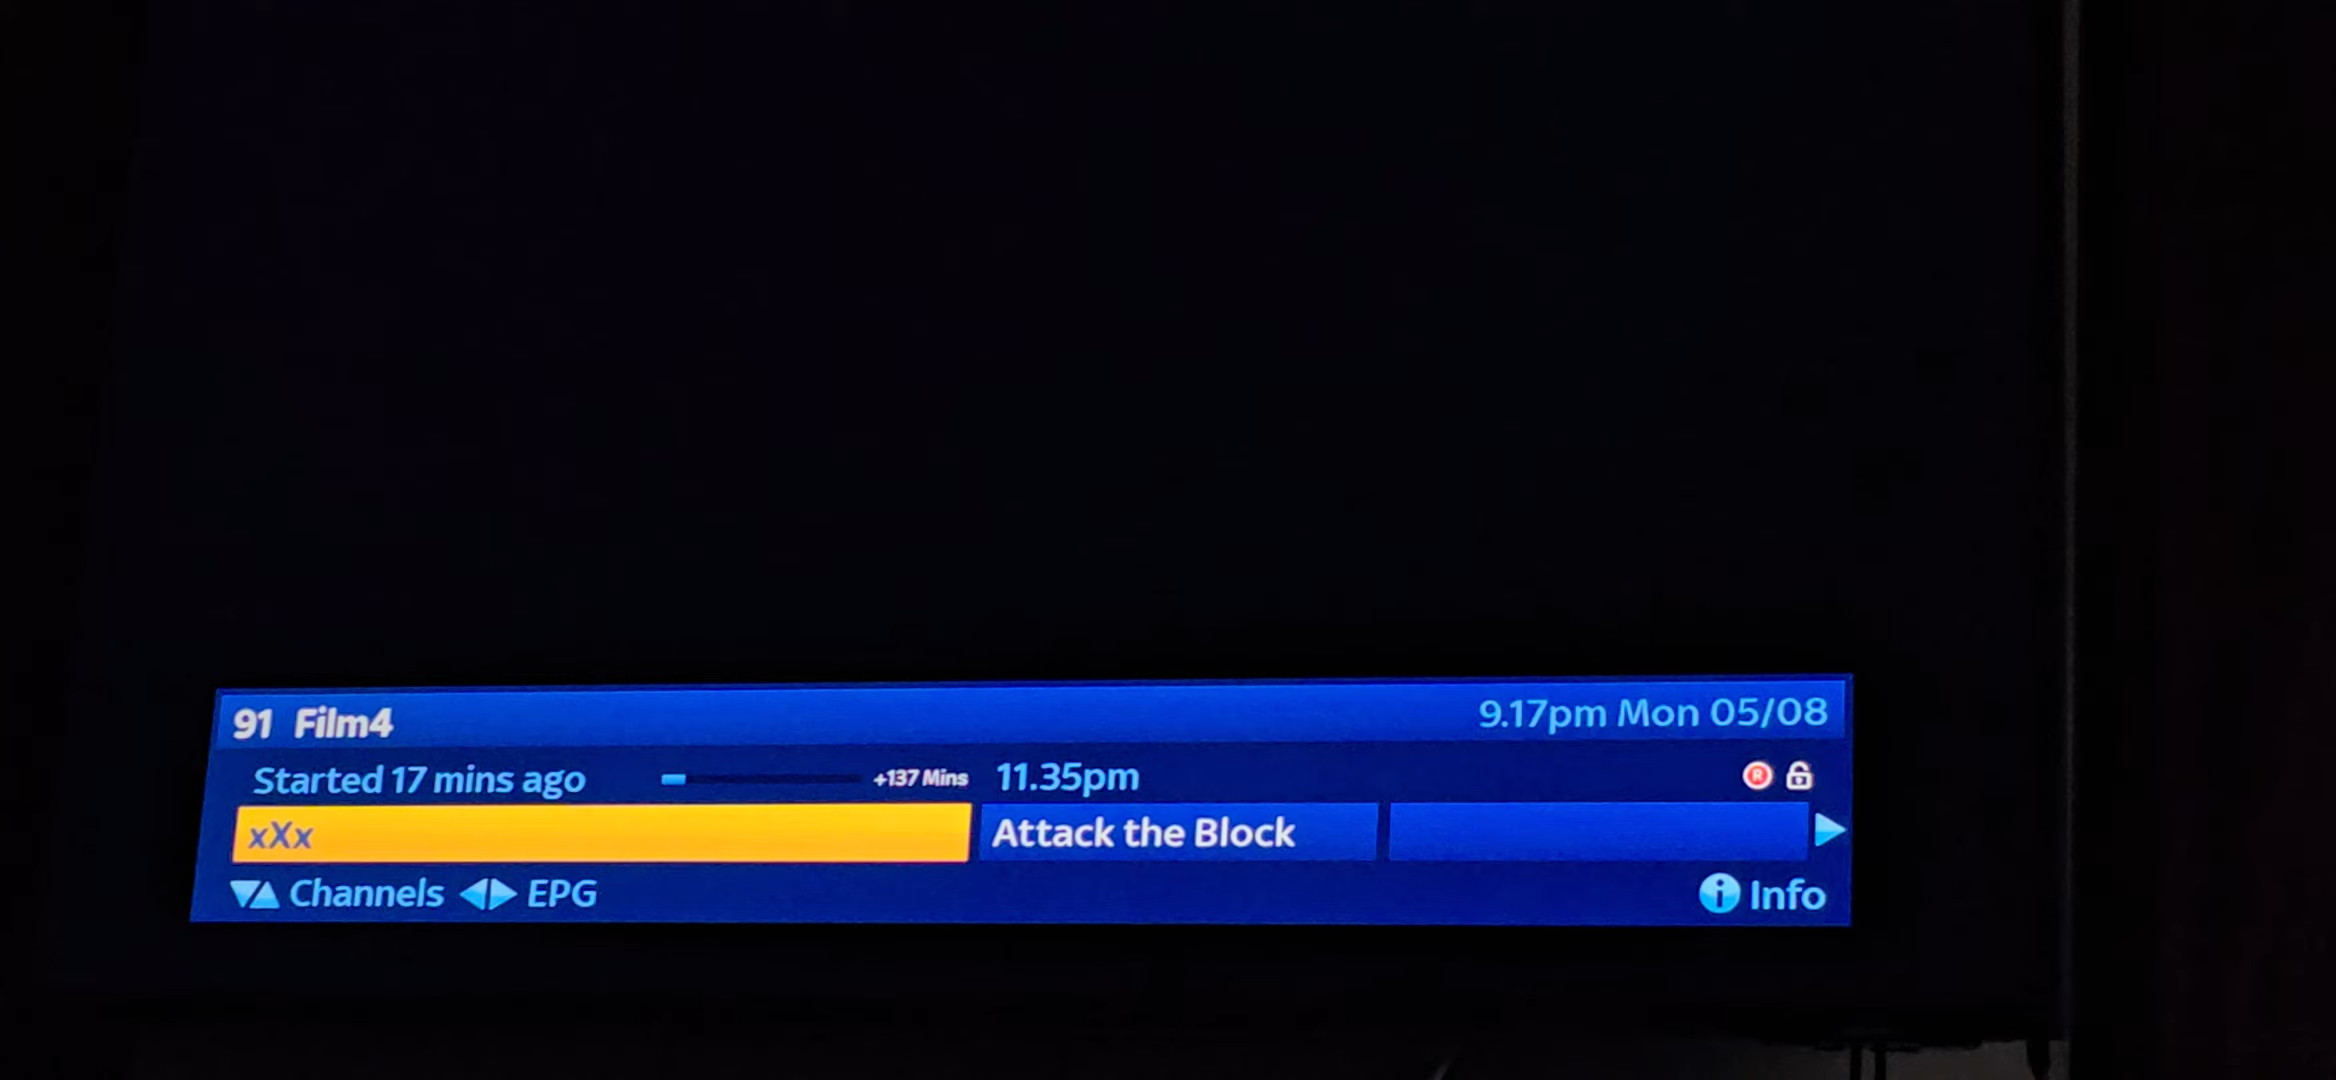 91 Film4 9.17pm Mon 05/08
Started 17 mins ago +137 Mins 11.35pm R
xXx Attack the Block
Channels EPG i Info